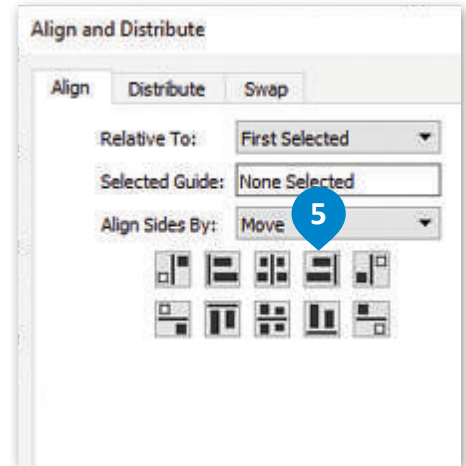 Align and Distribute
Align Distribute Swap
Relative To: First Selected
Selected Guide: None Selected
Align Sides By: Move
5